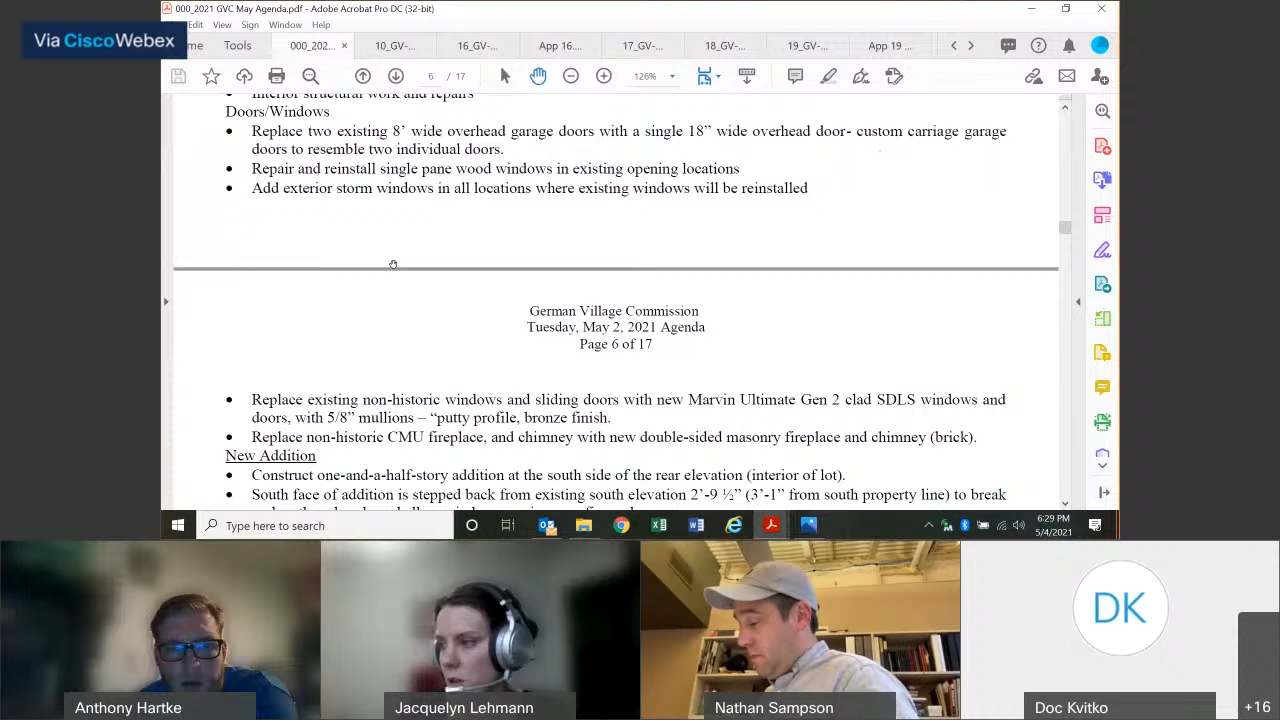 000_2021 GVC May Agenda.pdf - Adobe Acrobat Pro DC (32-bit)
Edit View Sign Window Help
Via Cisco Webex
me Tools 000_202... × 10_G'-... 16_GV-... App 16... 17_GV-... 18_GV-... 19_GV-... App 19...
6 / 17 126%
Interior structural work and repairs
Doors/Windows
• Replace two existing 8’ wide overhead garage doors with a single 18” wide overhead door- custom carriage garage
doors to resemble two individual doors.
• Repair and reinstall single pane wood windows in existing opening locations
• Add exterior storm windows in all locations where existing windows will be reinstalled
German Village Commission
Tuesday, May 2, 2021 Agenda
Page 6 of 17
• Replace existing non-historic windows and sliding doors with new Marvin Ultimate Gen 2 clad SDLS windows and
doors, with 5/8” mullions – “putty profile, bronze finish.
• Replace non-historic CMU fireplace, and chimney with new double-sided masonry fireplace and chimney (brick).
New Addition
• Construct one-and-a-half-story addition at the south side of the rear elevation (interior of lot).
• South face of addition is stepped back from existing south elevation 2’-9 ½” (3’-1” from south property line) to break
Type here to search
6:29 PM
5/4/2021
DK
Anthony Hartke
Jacquelyn Lehmann
Nathan Sampson
Doc Kvitko
+16